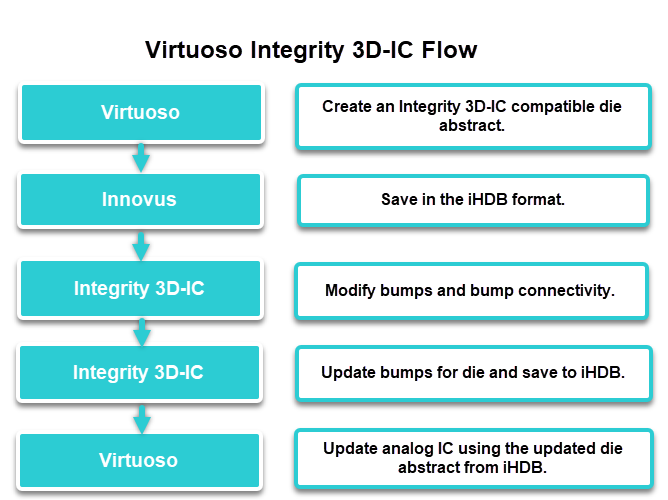 Virtuoso Integrity 3D-IC Flow
Virtuoso
Create an Integrity 3D-IC compatible die
abstract.
Innovus
Save in the iHDB format.
Integrity 3D-IC
Modify bumps and bump connectivity.
Integrity 3D-IC
Update bumps for die and save to iHDB.
Virtuoso
Update analog IC using the updated die
abstract from iHDB.